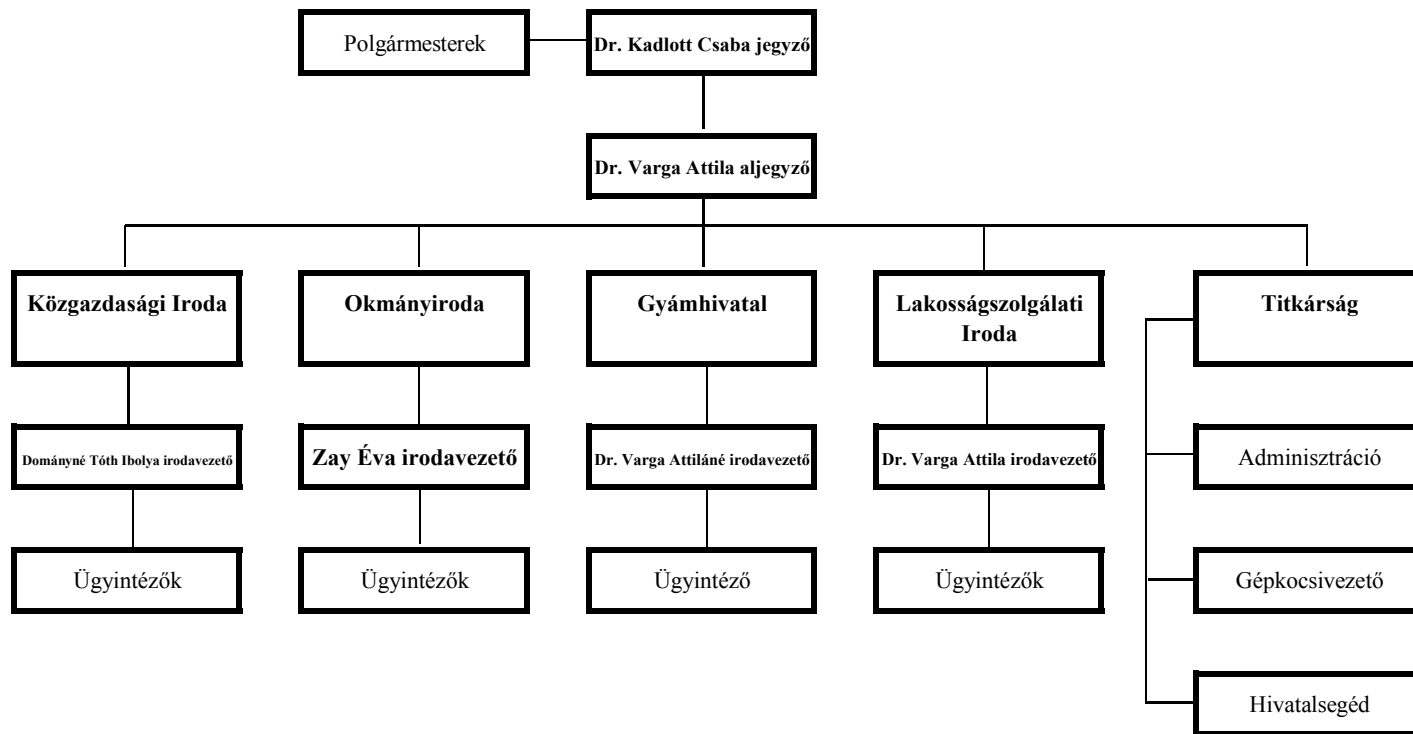 Polgármesterek
Dr. Kadlott Csaba jegyző
Dr. Varga Attila aljegyző
Közgazdasági Iroda
Okmányiroda
Gyámhivatal
Lakosságszolgálati
Iroda
Titkárság
Dományné Tóth Ibolya irodavezető
Zay Éva irodavezető
Dr. Varga Attiláné irodavezető
Dr. Varga Attila irodavezető
Adminisztráció
Ügyintézők
Ügyintézők
Ügyintéző
Ügyintézők
Gépkocsivezető
Hivatalsegéd